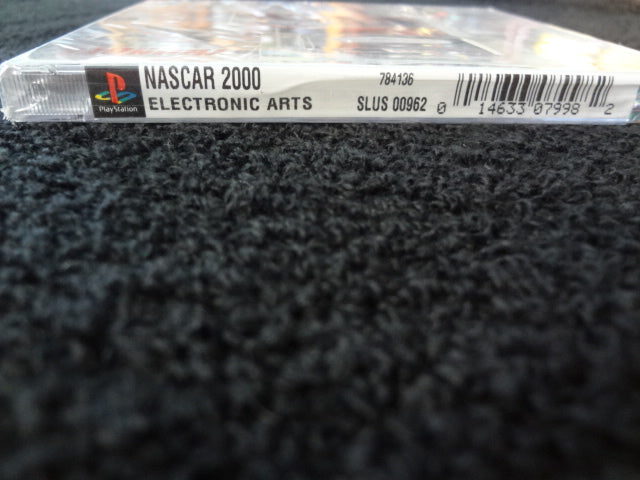 PlayStation
NASCAR 2000
ELECTRONIC ARTS
784136
SLUS 00962
0 14633 07998 2